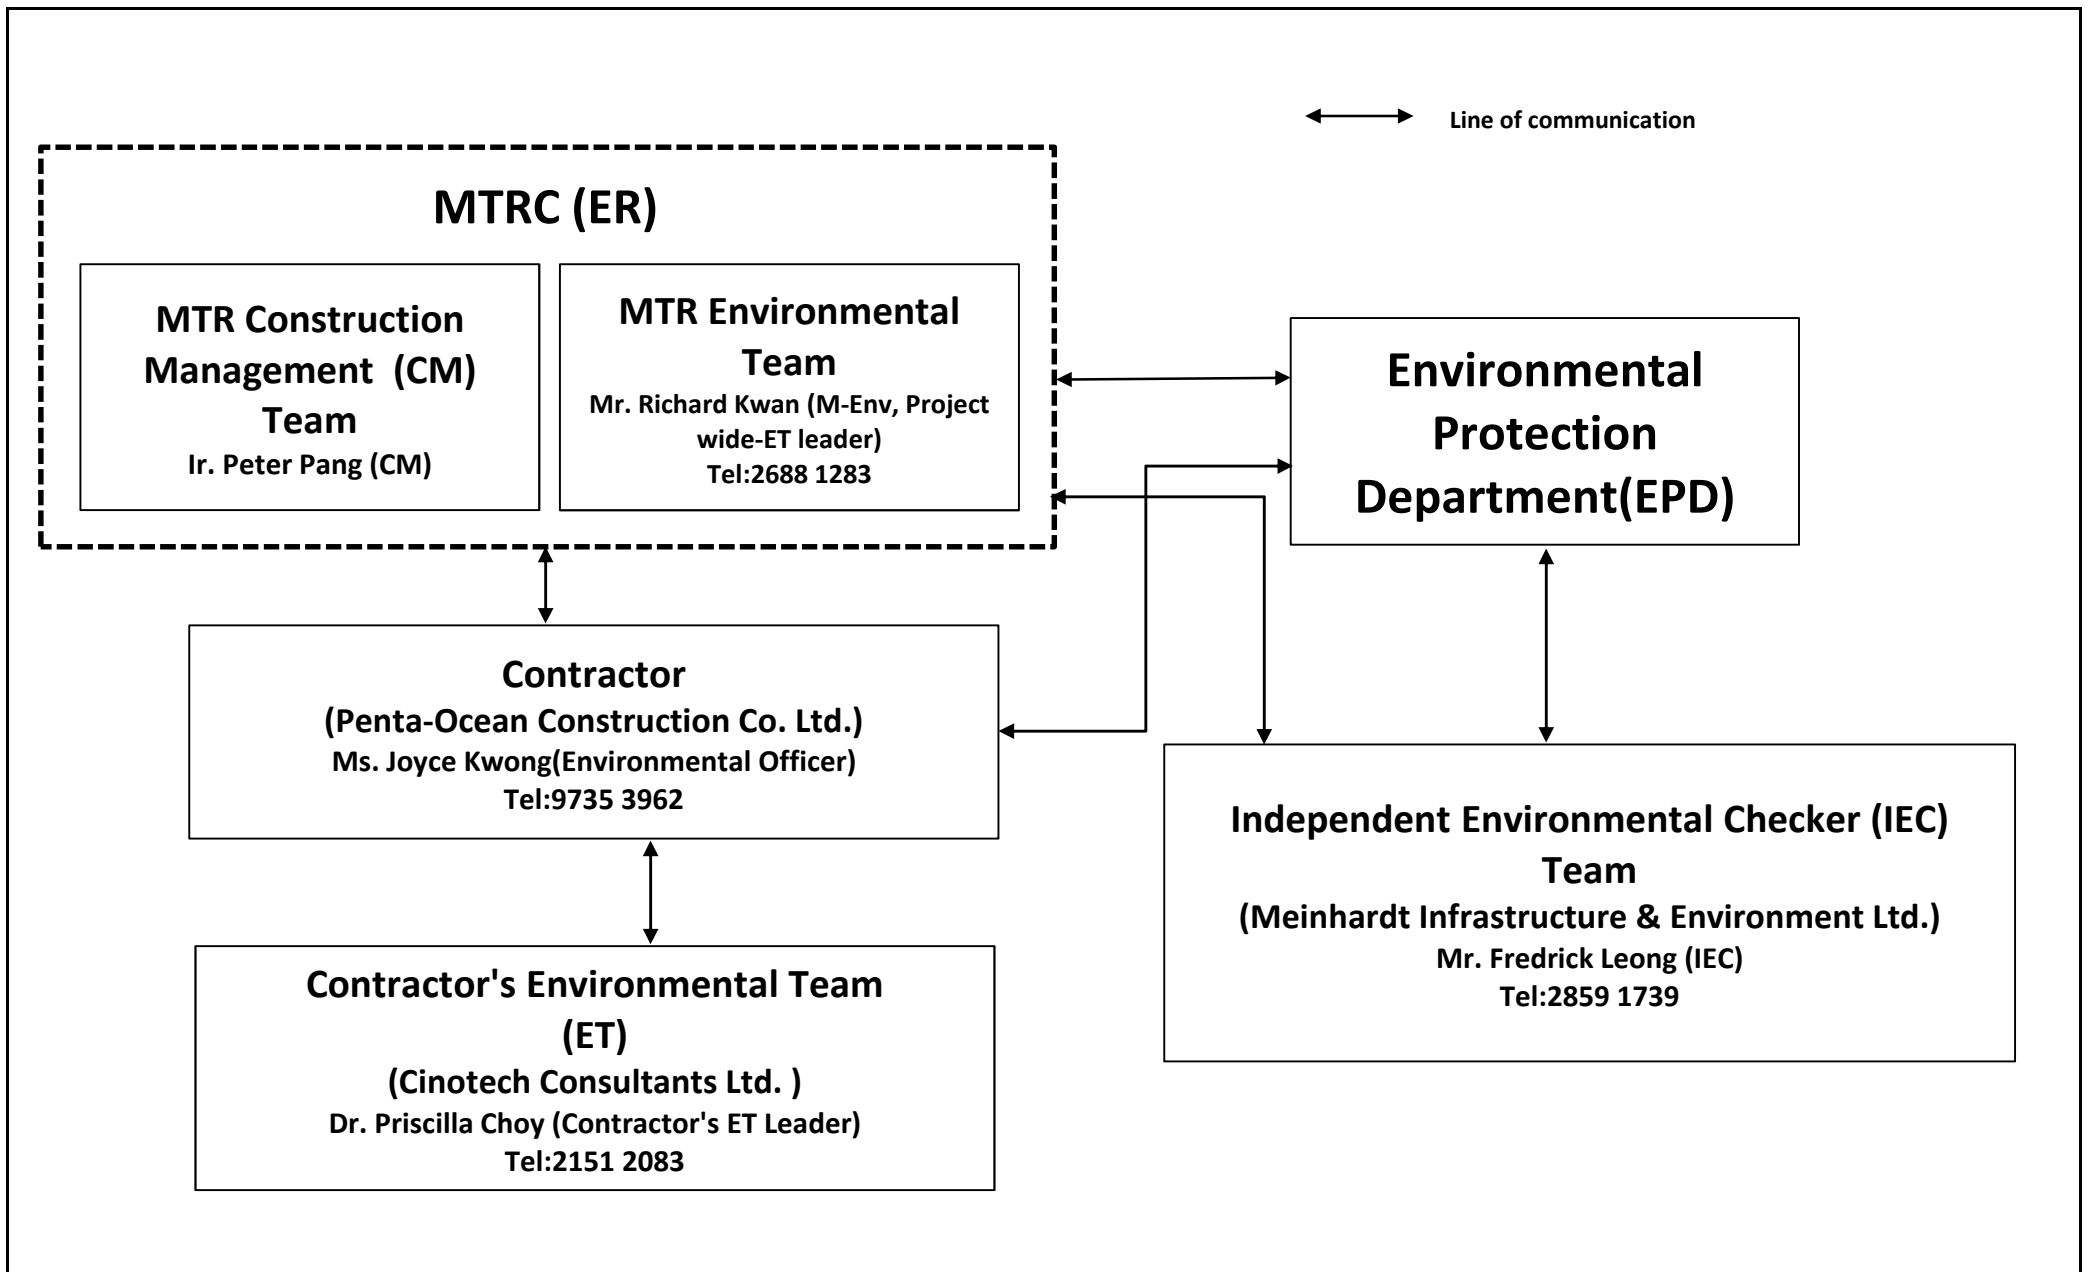 Line of communication
MTRC (ER)
MTR Construction
Management  (CM)
Team
Ir. Peter Pang (CM)
MTR Environmental
Team
Mr. Richard Kwan (M-Env, Project
wide-ET leader)
Tel:2688 1283
Environmental
Protection
Department(EPD)
Contractor
(Penta-Ocean Construction Co. Ltd.)
Ms. Joyce Kwong(Environmental Officer)
Tel:9735 3962
Independent Environmental Checker (IEC)
Team
(Meinhardt Infrastructure & Environment Ltd.)
Mr. Fredrick Leong (IEC)
Tel:2859 1739
Contractor's Environmental Team
(ET)
(Cinotech Consultants Ltd. )
Dr. Priscilla Choy (Contractor's ET Leader)
Tel:2151 2083